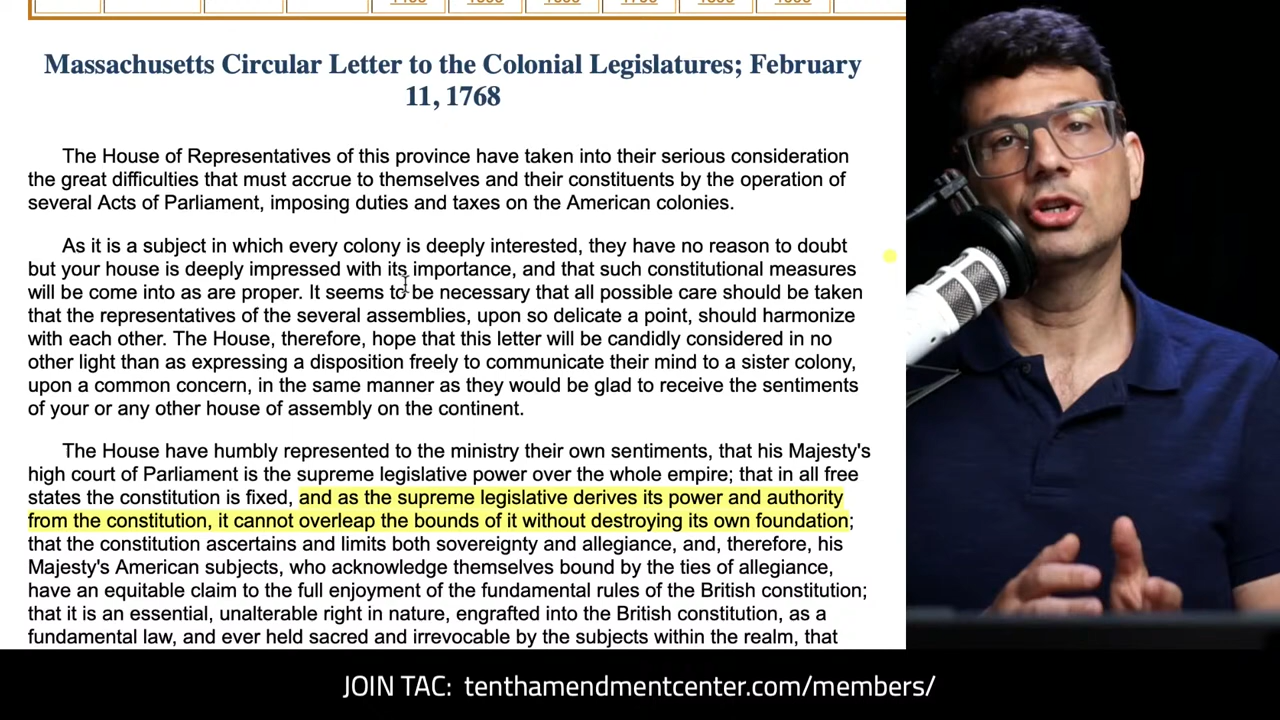 Massachusetts Circular Letter to the Colonial Legislatures; February
11, 1768
The House of Representatives of this province have taken into their serious consideration
the great difficulties that must accrue to themselves and their constituents by the operation of
several Acts of Parliament, imposing duties and taxes on the American colonies.
As it is a subject in which every colony is deeply interested, they have no reason to doubt
but your house is deeply impressed with its importance, and that such constitutional measures
will be come into as are proper. It seems to be necessary that all possible care should be taken
that the representatives of the several assemblies, upon so delicate a point, should harmonize
with each other. The House, therefore, hope that this letter will be candidly considered in no
other light than as expressing a disposition freely to communicate their mind to a sister colony,
upon a common concern, in the same manner as they would be glad to receive the sentiments
of your or any other house of assembly on the continent.
The House have humbly represented to the ministry their own sentiments, that his Majesty's
high court of Parliament is the supreme legislative power over the whole empire; that in all free
states the constitution is fixed, and as the supreme legislative derives its power and authority
from the constitution, it cannot overleap the bounds of it without destroying its own foundation;
that the constitution ascertains and limits both sovereignty and allegiance, and, therefore, his
Majesty's American subjects, who acknowledge themselves bound by the ties of allegiance,
have an equitable claim to the full enjoyment of the fundamental rules of the British constitution;
that it is an essential, unalterable right in nature, engrafted into the British constitution, as a
fundamental law, and ever held sacred and irrevocable by the subjects within the realm, that
JOIN TAC: tenthamendmentcenter.com/members/